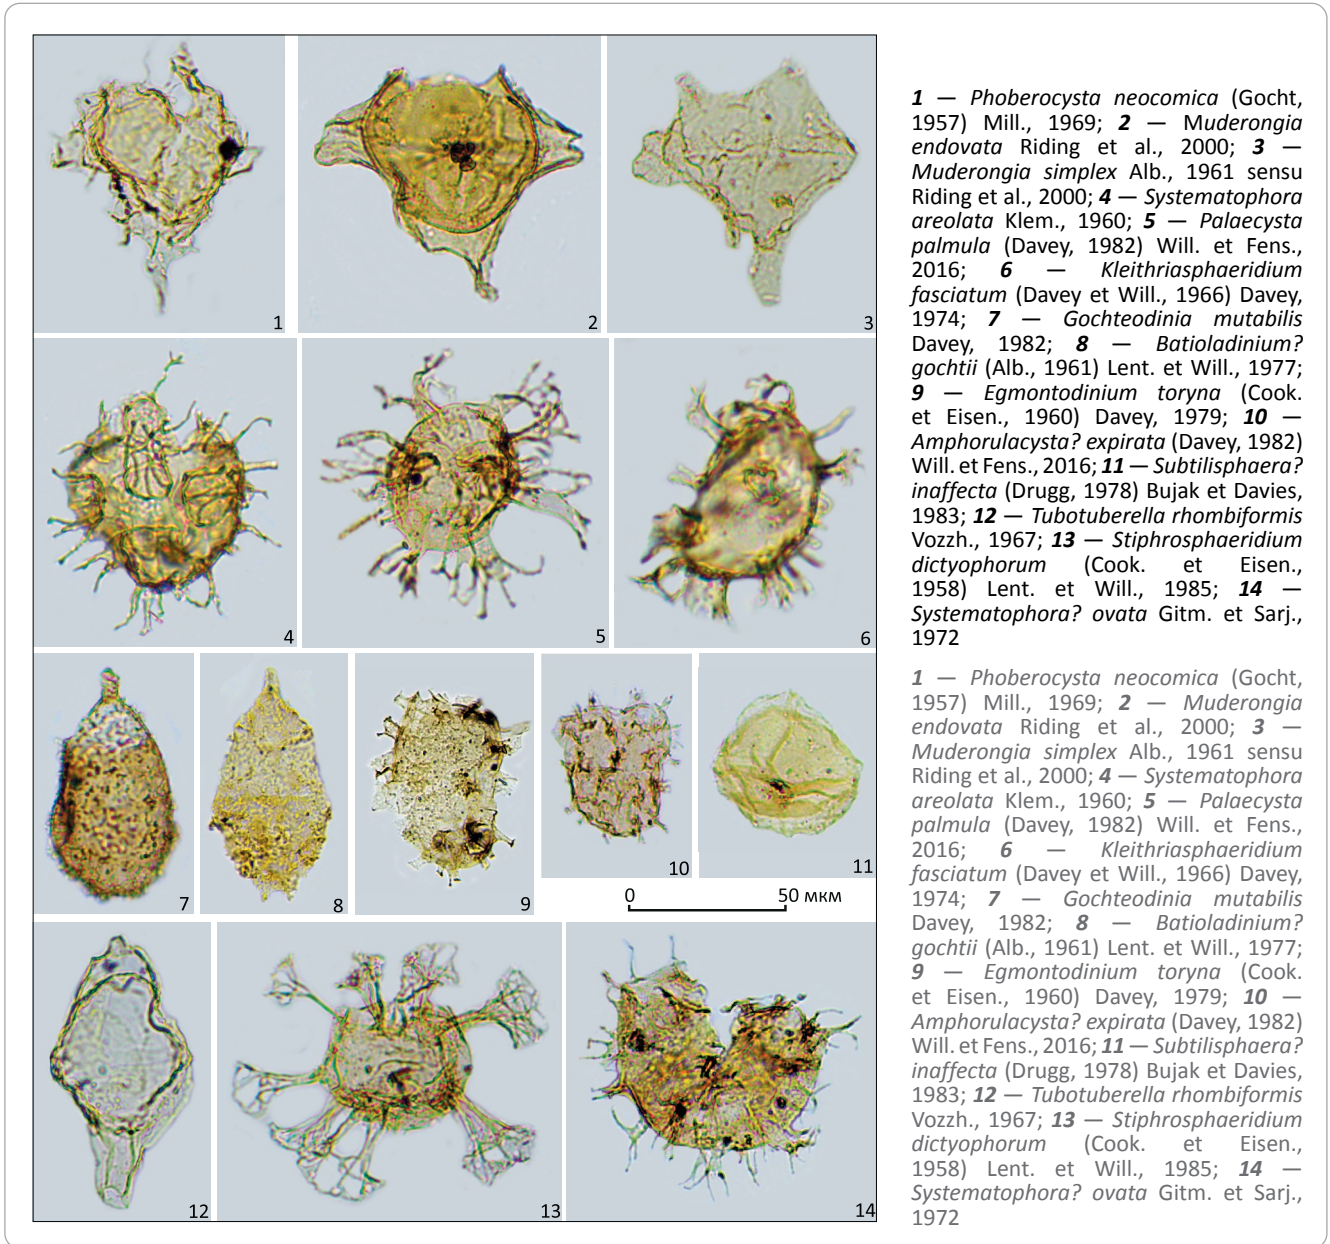 1
2
3
4
5
6
7
8
9
10
11
0 50 мкм
12
13
14
1 — Phoberocysta neocomica (Gocht,
1957) Mill., 1969; 2 — Muderongia
endovata Riding et al., 2000; 3 —
Muderongia simplex Alb., 1961 sensu
Riding et al., 2000; 4 — Systematophora
areolata Klem., 1960; 5 — Palaecysta
palmula (Davey, 1982) Will. et Fens.,
2016; 6 — Kleithriasphaeridium
fasciatum (Davey et Will., 1966) Davey,
1974; 7 — Gochteodinia mutabilis
Davey, 1982; 8 — Batioladinium?
gochtii (Alb., 1961) Lent. et Will., 1977;
9 — Egmontodinium toryna (Cook.
et Eisen., 1960) Davey, 1979; 10 —
Amphorulacysta? expirata (Davey, 1982)
Will. et Fens., 2016; 11 — Subtilisphaera?
inaffecta (Drugg, 1978) Bujak et Davies,
1983; 12 — Tubotuberella rhombiformis
Vozzh., 1967; 13 — Stiphrosphaeridium
dictyophorum (Cook. et Eisen.,
1958) Lent. et Will., 1985; 14 —
Systematophora? ovata Gitm. et Sarj.,
1972
1 — Phoberocysta neocomica (Gocht,
1957) Mill., 1969; 2 — Muderongia
endovata Riding et al., 2000; 3 —
Muderongia simplex Alb., 1961 sensu
Riding et al., 2000; 4 — Systematophora
areolata Klem., 1960; 5 — Palaecysta
palmula (Davey, 1982) Will. et Fens.,
2016; 6 — Kleithriasphaeridium
fasciatum (Davey et Will., 1966) Davey,
1974; 7 — Gochteodinia mutabilis
Davey, 1982; 8 — Batioladinium?
gochtii (Alb., 1961) Lent. et Will., 1977;
9 — Egmontodinium toryna (Cook.
et Eisen., 1960) Davey, 1979; 10 —
Amphorulacysta? expirata (Davey, 1982)
Will. et Fens., 2016; 11 — Subtilisphaera?
inaffecta (Drugg, 1978) Bujak et Davies,
1983; 12 — Tubotuberella rhombiformis
Vozzh., 1967; 13 — Stiphrosphaeridium
dictyophorum (Cook. et Eisen.,
1958) Lent. et Will., 1985; 14 —
Systematophora? ovata Gitm. et Sarj.,
1972